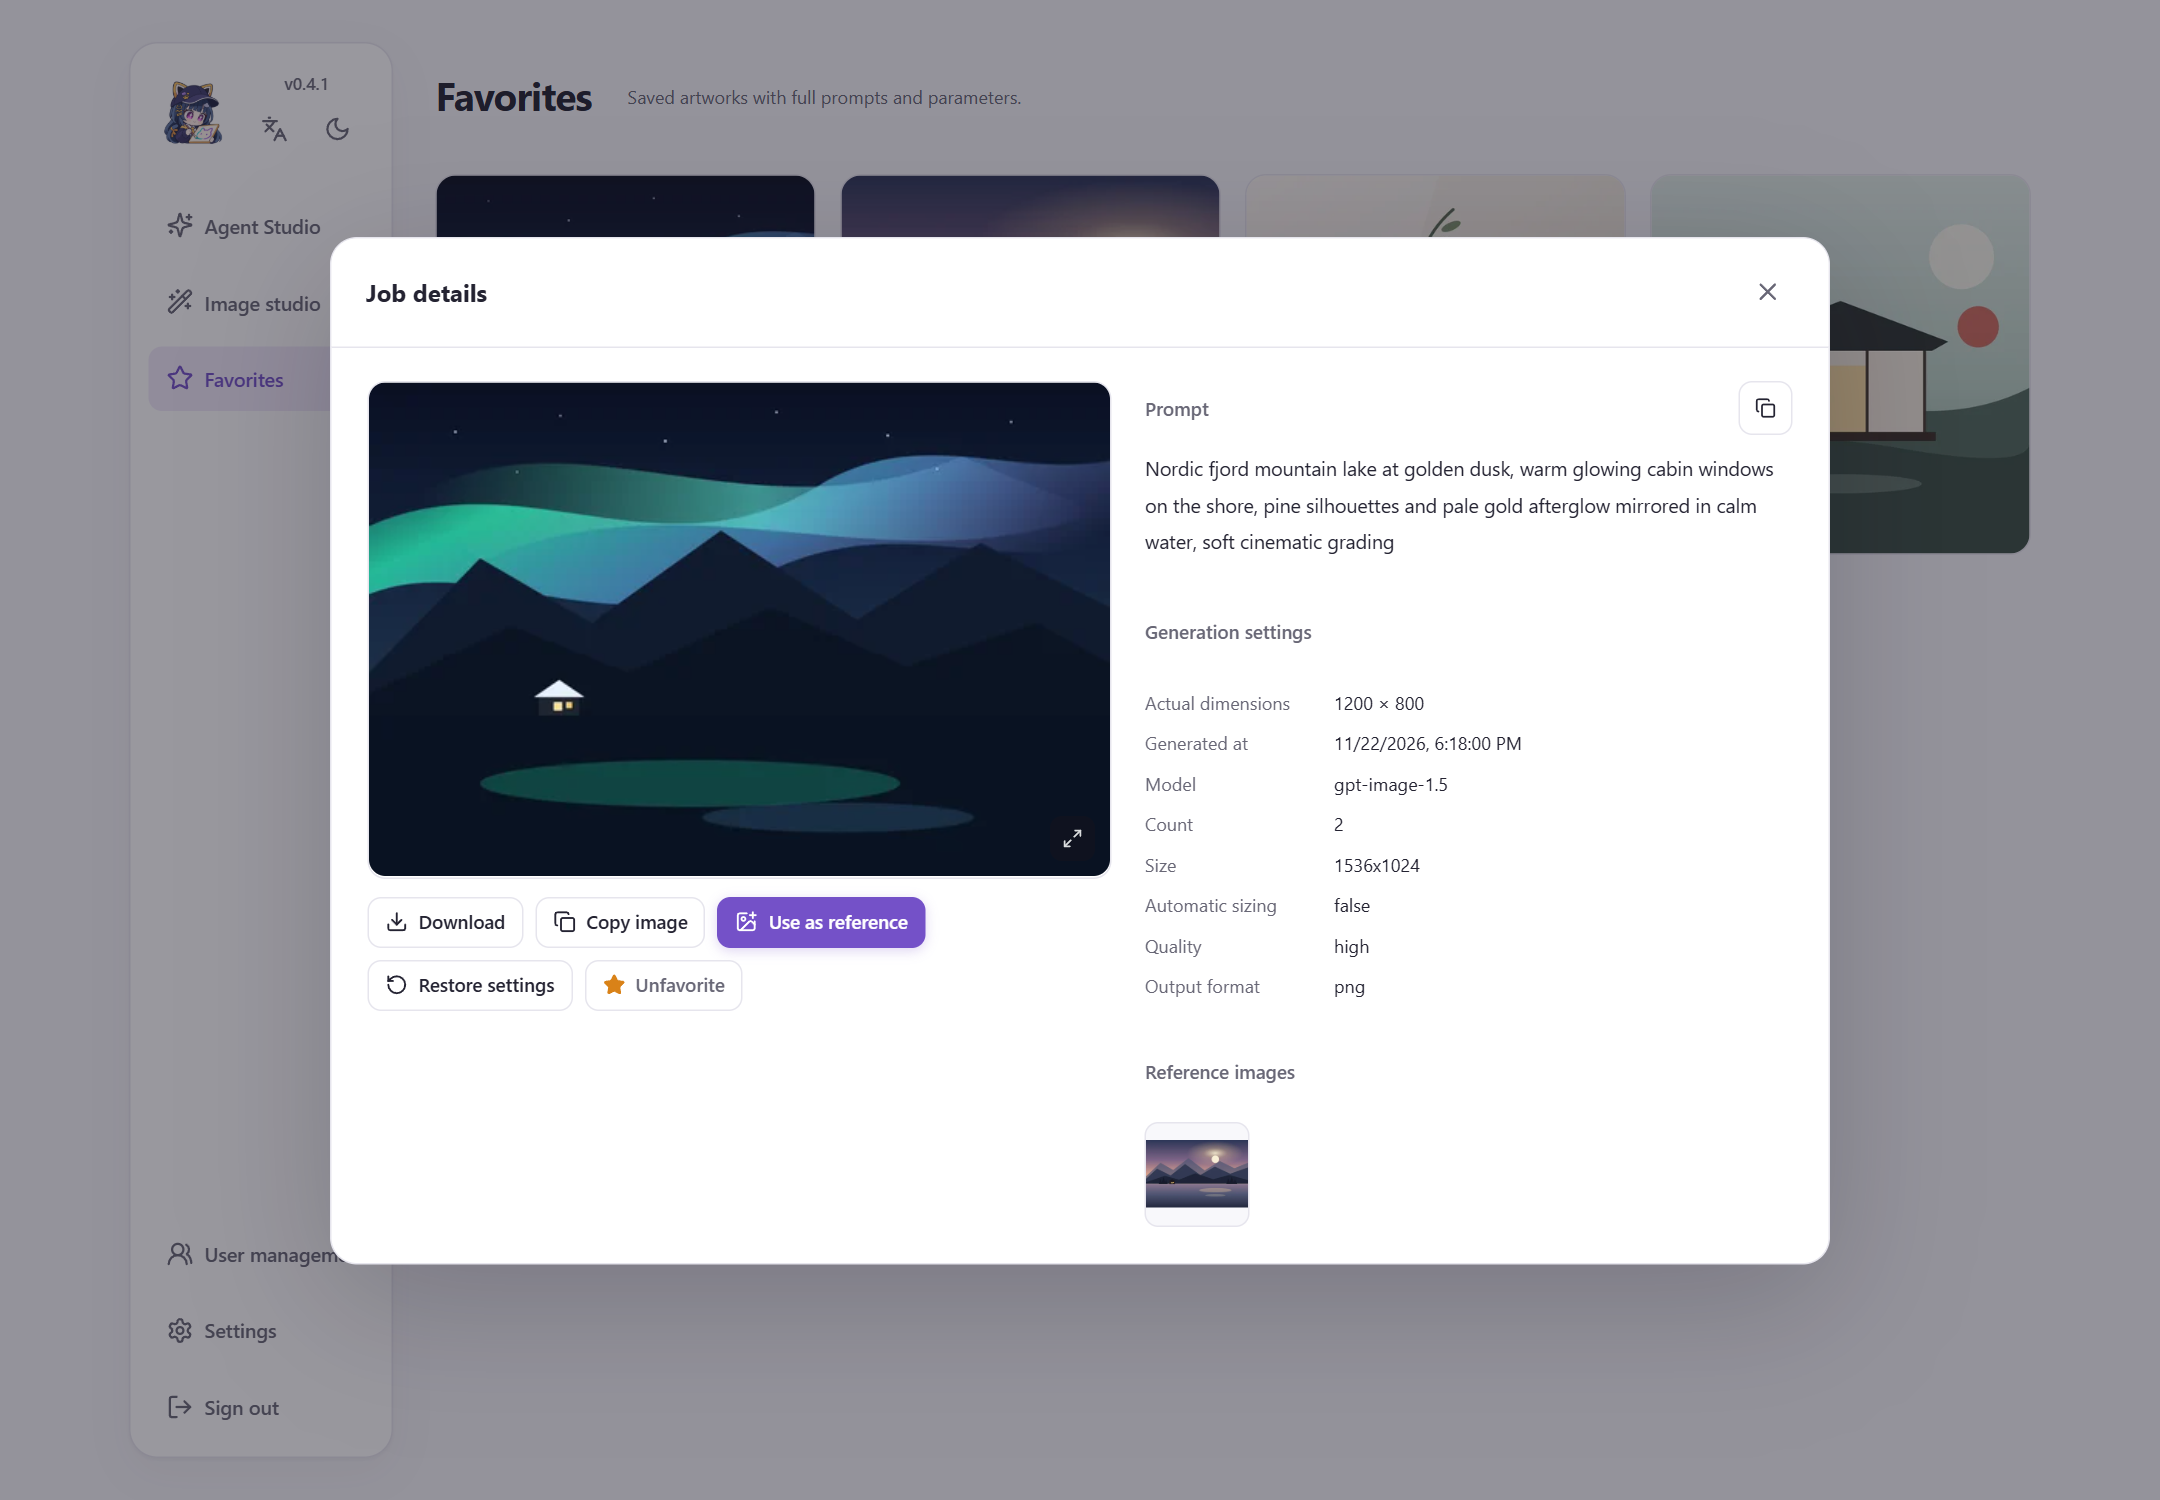 v0.4.1
Agent Studio
Image studio
Favorites
User managem
Settings
Sign out
Favorites
Saved artworks with full prompts and parameters.
Job details
Download
Copy image
Use as reference
Restore settings
Unfavorite
Prompt
Nordic fjord mountain lake at golden dusk, warm glowing cabin windows
on the shore, pine silhouettes and pale gold afterglow mirrored in calm
water, soft cinematic grading
Generation settings
Actual dimensions 1200 × 800
Generated at 11/22/2026, 6:18:00 PM
Model gpt-image-1.5
Count 2
Size 1536x1024
Automatic sizing false
Quality high
Output format png
Reference images